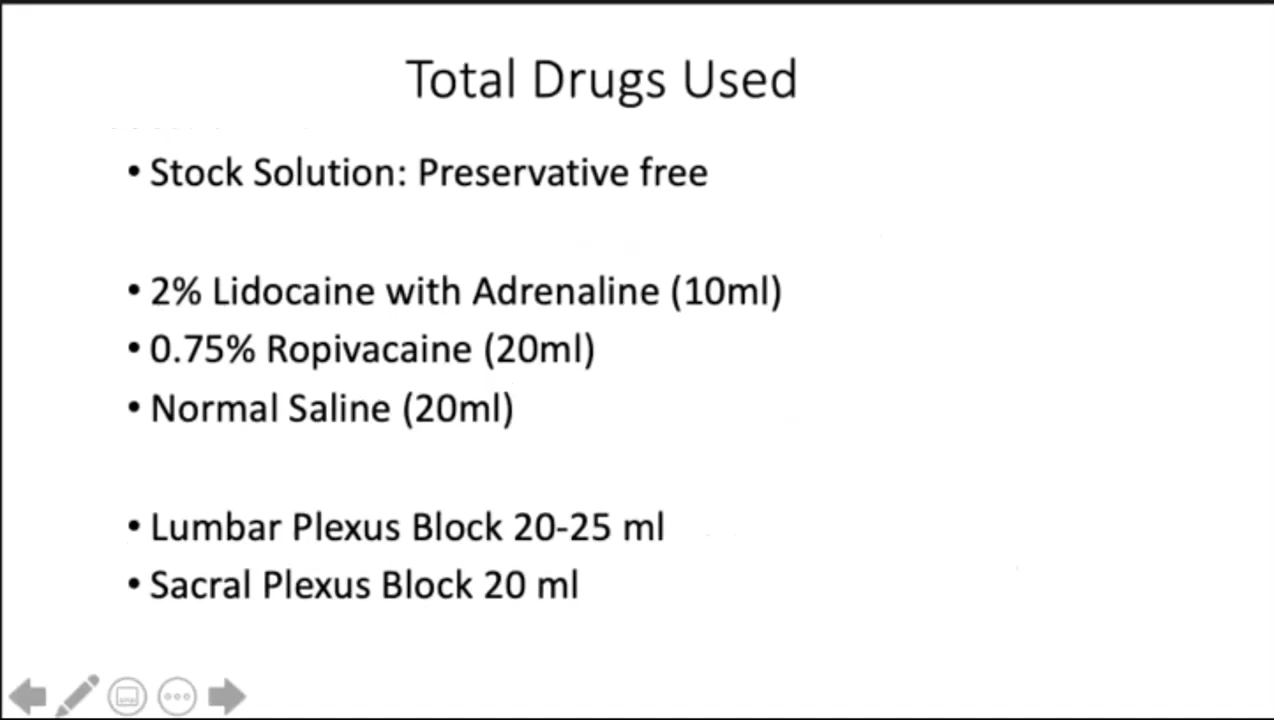 Total Drugs Used
• Stock Solution: Preservative free
• 2% Lidocaine with Adrenaline (10ml)
• 0.75% Ropivacaine (20ml)
• Normal Saline (20ml)
• Lumbar Plexus Block 20-25 ml
• Sacral Plexus Block 20 ml